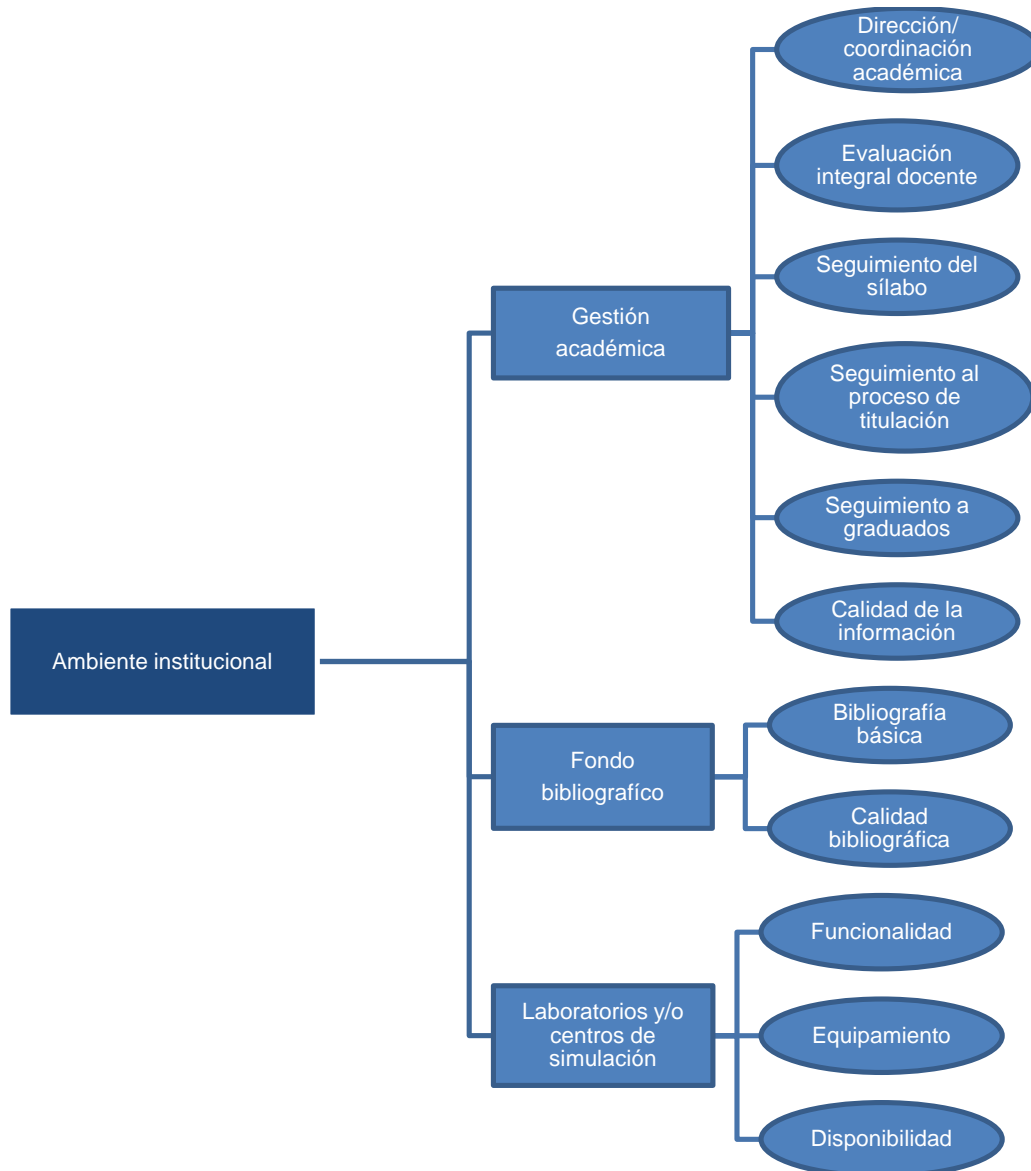 Dirección/
coordinación
académica
Evaluación
integral docente
Seguimiento del
sílabo
Gestión
académica
Seguimiento al
proceso de
titulación
Seguimiento a
graduados
Calidad de la
información
Ambiente institucional
Bibliografía
básica
Fondo
bibliografíco
Calidad
bibliográfica
Funcionalidad
Laboratorios y/o
centros de
simulación
Equipamiento
Disponibilidad